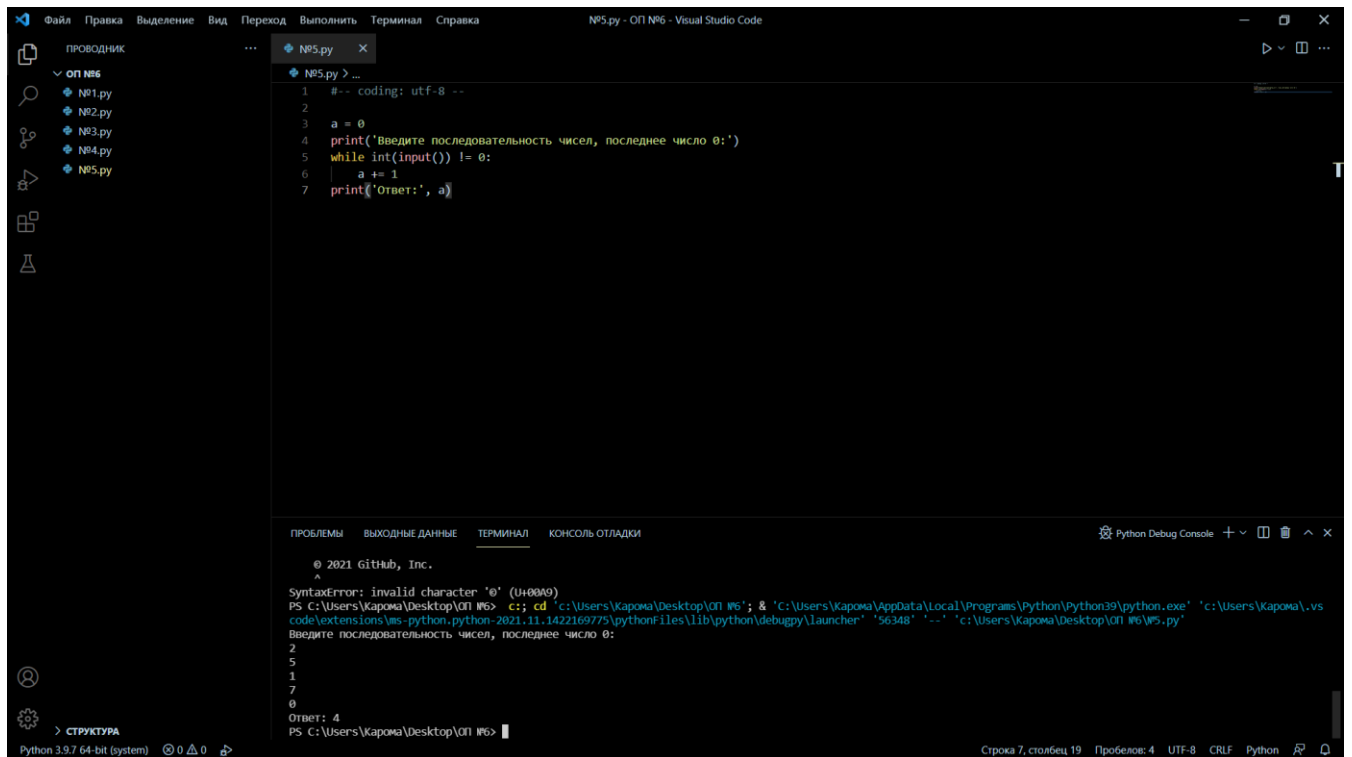 Файл Правка Выделение Вид Переход Выполнить Терминал Справка №5.py - ОП №6 - Visual Studio Code
ПРОВОДНИК
ОП №6
№1.py
№2.py
№3.py
№4.py
№5.py
СТРУКТУРА
№5.py
№5.py > ...
1 #-- coding: utf-8 --
2
3 a = 0
4 print('Введите последовательность чисел, последнее число 0:')
5 while int(input()) != 0:
6     a += 1
7 print('Ответ:', a)
ПРОБЛЕМЫ ВЫХОДНЫЕ ДАННЫЕ ТЕРМИНАЛ КОНСОЛЬ ОТЛАДКИ Python Debug Console
© 2021 GitHub, Inc.
^
SyntaxError: invalid character '©' (U+00A9)
PS C:\Users\Карома\Desktop\ОП №6> c:; cd 'c:\Users\Карома\Desktop\ОП №6'; & 'C:\Users\Карома\AppData\Local\Programs\Python\Python39\python.exe' 'c:\Users\Карома\.vs
code\extensions\ms-python.python-2021.11.1422169775\pythonFiles\lib\python\debugpy\launcher' '56348' '--' 'c:\Users\Карома\Desktop\ОП №6\№5.py'
Введите последовательность чисел, последнее число 0:
2
5
1
7
0
Ответ: 4
PS C:\Users\Карома\Desktop\ОП №6>
Python 3.9.7 64-bit (system) 0 0 Строка 7, столбец 19 Пробелов: 4 UTF-8 CRLF Python